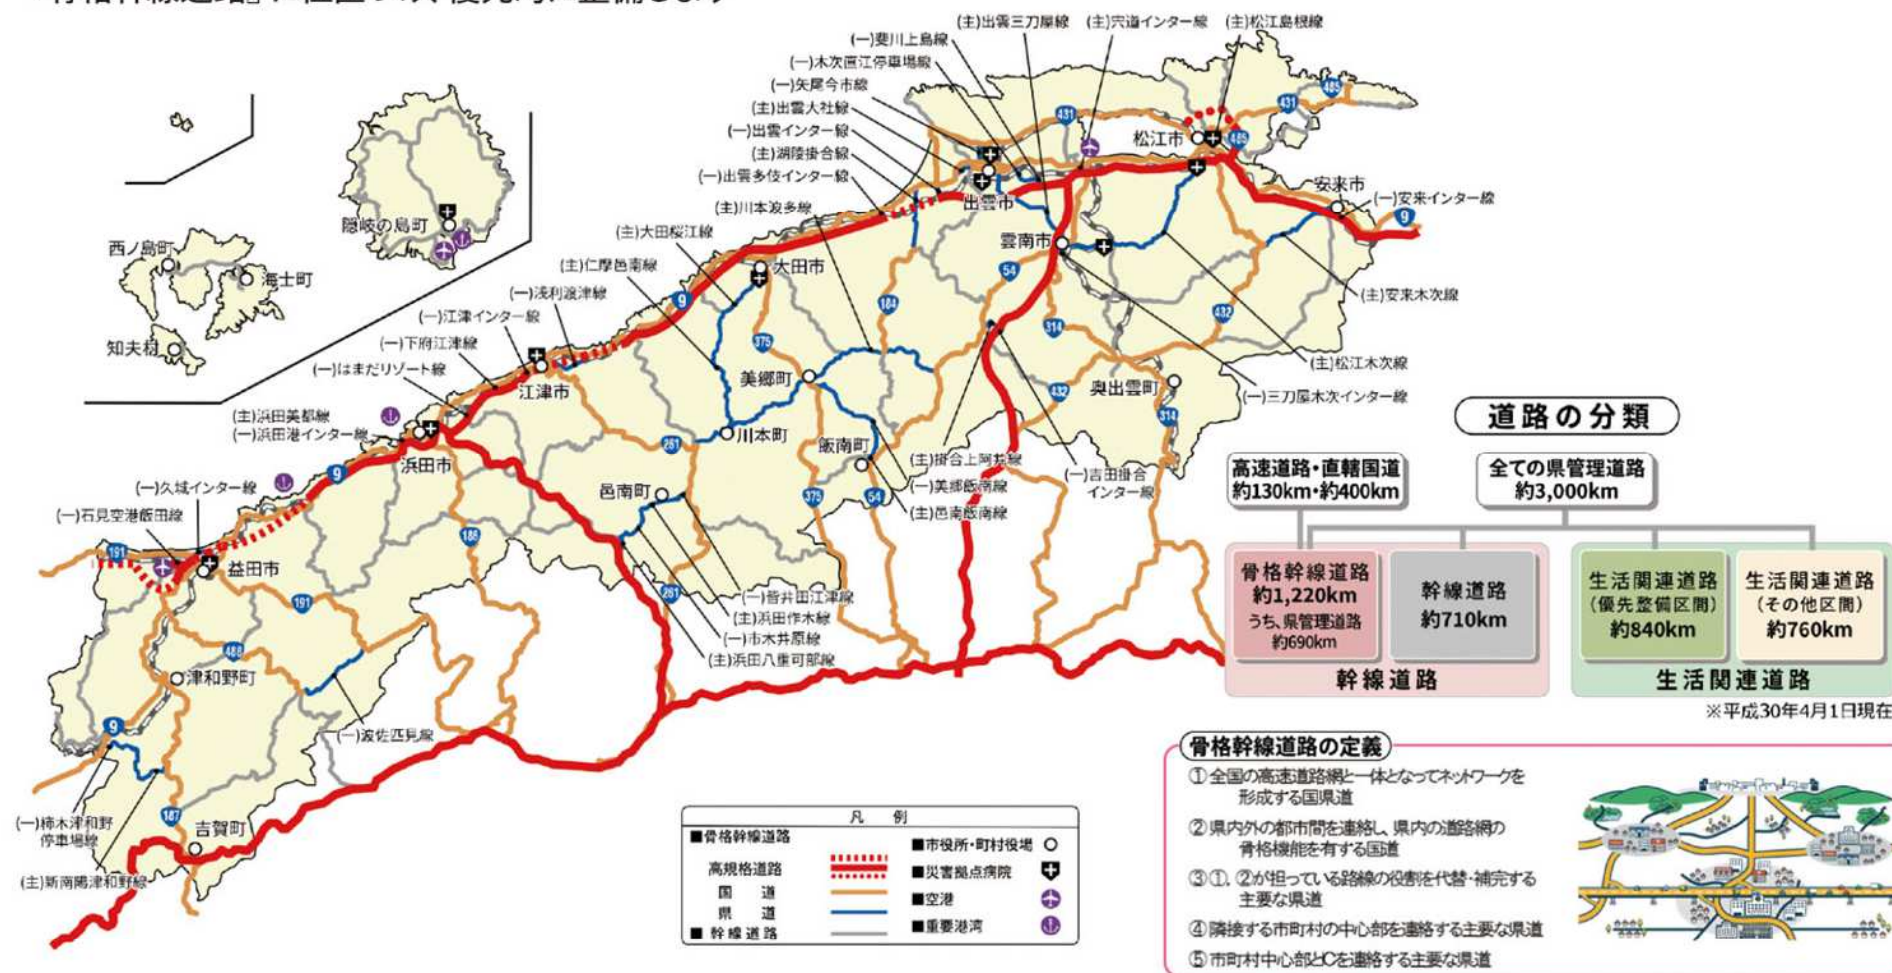 (主)出雲三刀屋線
(主)宍道インター線
(主)松江島根線
(一)斐川上島線
(一)木次直江停車場線
(一)矢尾今市線
(主)出雲大社線
(一)出雲インター線
(主)湖陵掛合線
(一)出雲多伎インター線
(主)川本波多線
(主)大田桜江線
(主)仁摩邑南線
(一)浅利渡津線
(一)江津インター線
(一)下府江津線
(一)はまだリゾート線
(主)浜田美都線
(一)浜田港インター線
(一)久城インター線
(一)石見空港飯田線
隠岐の島町
西ノ島町
海士町
知夫村
松江市
安来市
(一)安来インター線
出雲市
雲南市
大田市
江津市
浜田市
益田市
美郷町
川本町
飯南町
邑南町
奥出雲町
津和野町
吉賀町
(主)安来木次線
(主)松江木次線
(一)三刀屋木次インター線
(主)掛合上阿井線
(一)吉田掛合
インター線
(一)美郷飯南線
(主)邑南飯南線
(一)皆井田江津線
(主)浜田作木線
(一)市木井原線
(主)浜田八重可部線
(一)波佐匹見線
(一)柿木津和野
停車場線
(主)新南陽津和野線
431
485
431
485
9
54
184
432
314
375
9
432
314
261
375
54
9
186
191
261
191
488
9
187
凡 例
■骨格幹線道路
高規格道路
国 道
県 道
■幹線道路
■市役所・町村役場
■災害拠点病院
■空港
■重要港湾
道路の分類
高速道路・直轄国道
約130km・約400km
全ての県管理道路
約3,000km
骨格幹線道路
約1,220km
うち、県管理道路
約690km
幹線道路
約710km
生活関連道路
(優先整備区間)
約840km
生活関連道路
(その他区間)
約760km
幹線道路
生活関連道路
※平成30年4月1日現在
骨格幹線道路の定義
①全国の高速道路網と一体となってネットワークを
形成する国県道
②県内外の都市間を連絡し、県内の道路網の
骨格機能を有する国道
③①、②が担っている路線の役割を代替・補完する
主要な県道
④隣接する市町村の中心部を連絡する主要な県道
⑤市町村中心部とICを連絡する主要な県道